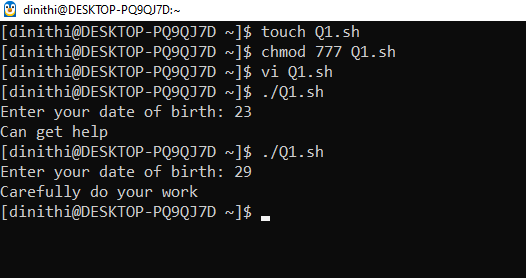 dinithi@DESKTOP-PQ9QJ7D:~
[dinithi@DESKTOP-PQ9QJ7D ~]$ touch Q1.sh
[dinithi@DESKTOP-PQ9QJ7D ~]$ chmod 777 Q1.sh
[dinithi@DESKTOP-PQ9QJ7D ~]$ vi Q1.sh
[dinithi@DESKTOP-PQ9QJ7D ~]$ ./Q1.sh
Enter your date of birth: 23
Can get help
[dinithi@DESKTOP-PQ9QJ7D ~]$ ./Q1.sh
Enter your date of birth: 29
Carefully do your work
[dinithi@DESKTOP-PQ9QJ7D ~]$